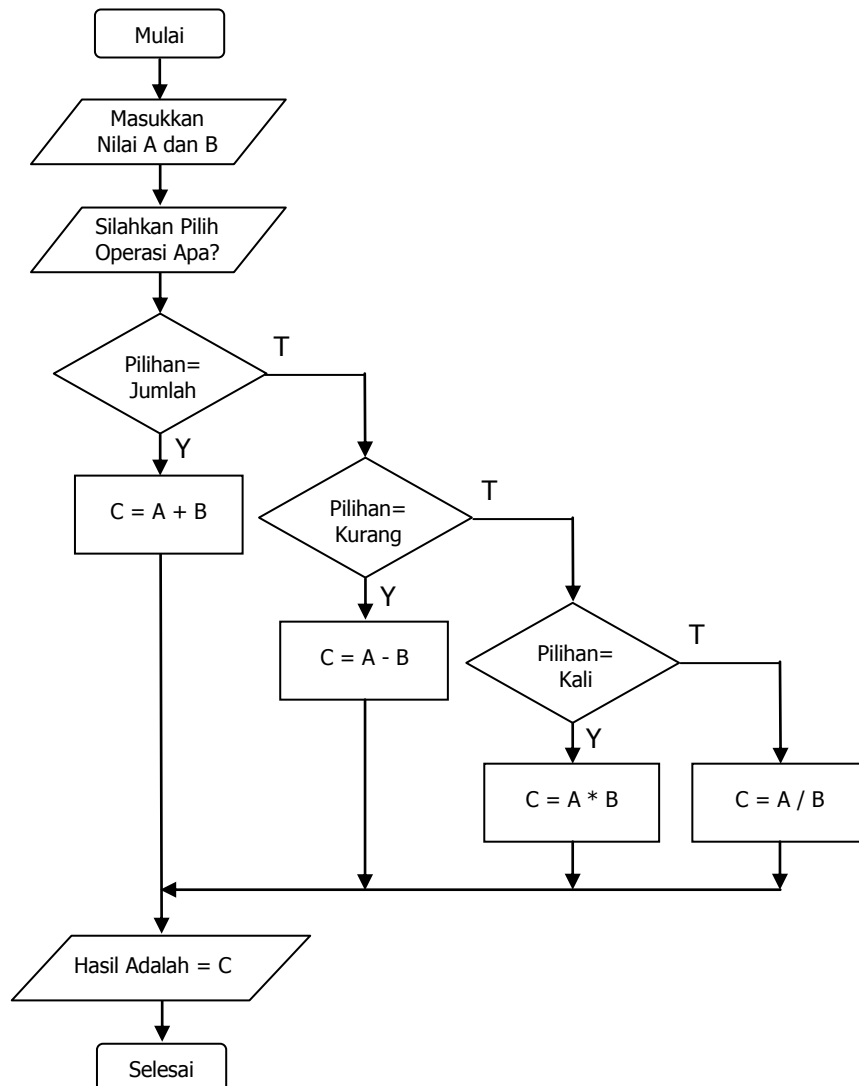 Mulai
Masukkan
Nilai A dan B
Silahkan Pilih
Operasi Apa?
Pilihan=
Jumlah
T
Y
C = A + B
Pilihan=
Kurang
T
Y
C = A - B
Pilihan=
Kali
T
Y
C = A * B
C = A / B
Hasil Adalah = C
Selesai